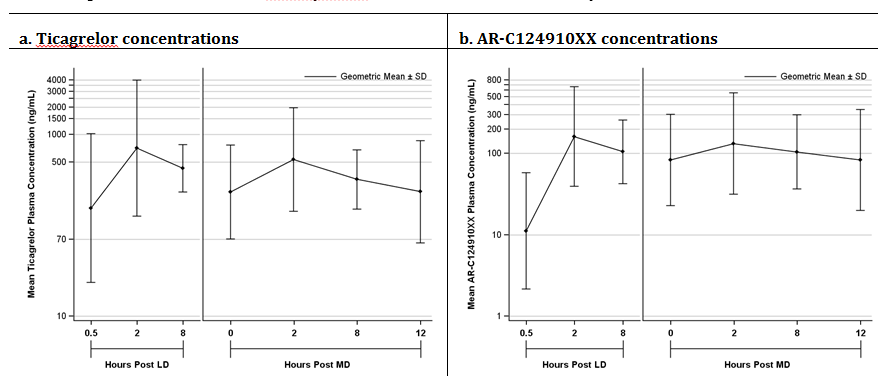 a. Ticagrelor concentrations
Mean Ticagrelor Plasma Concentration (ng/mL)
Geometric Mean ± SD
4000
3000
2000
1500
1000
500
70
10
0.5 2 8 0 2 8 12
Hours Post LD Hours Post MD
b. AR-C124910XX concentrations
Mean AR-C124910XX Plasma Concentration (ng/mL)
Geometric Mean ± SD
800
500
300
200
100
10
1
0.5 2 8 0 2 8 12
Hours Post LD Hours Post MD